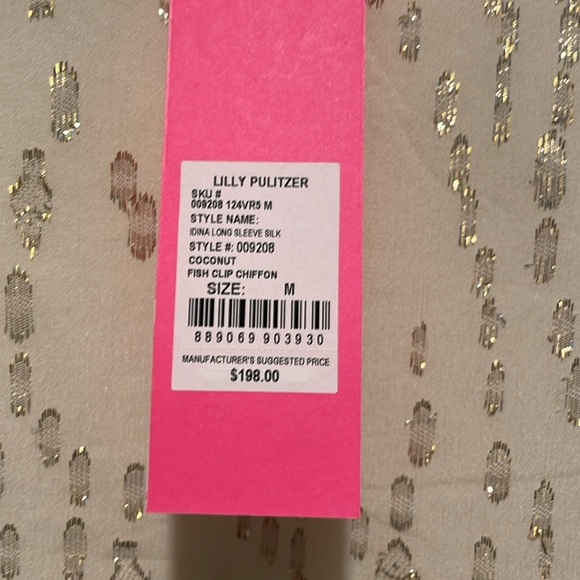 LILLY PULITZER
SKU #
009208 124VR5 M
STYLE NAME:
IDINA LONG SLEEVE SILK
STYLE #: 009208
COCONUT
FISH CLIP CHIFFON
SIZE: M
889069 903930
MANUFACTURER'S SUGGESTED PRICE
$198.00